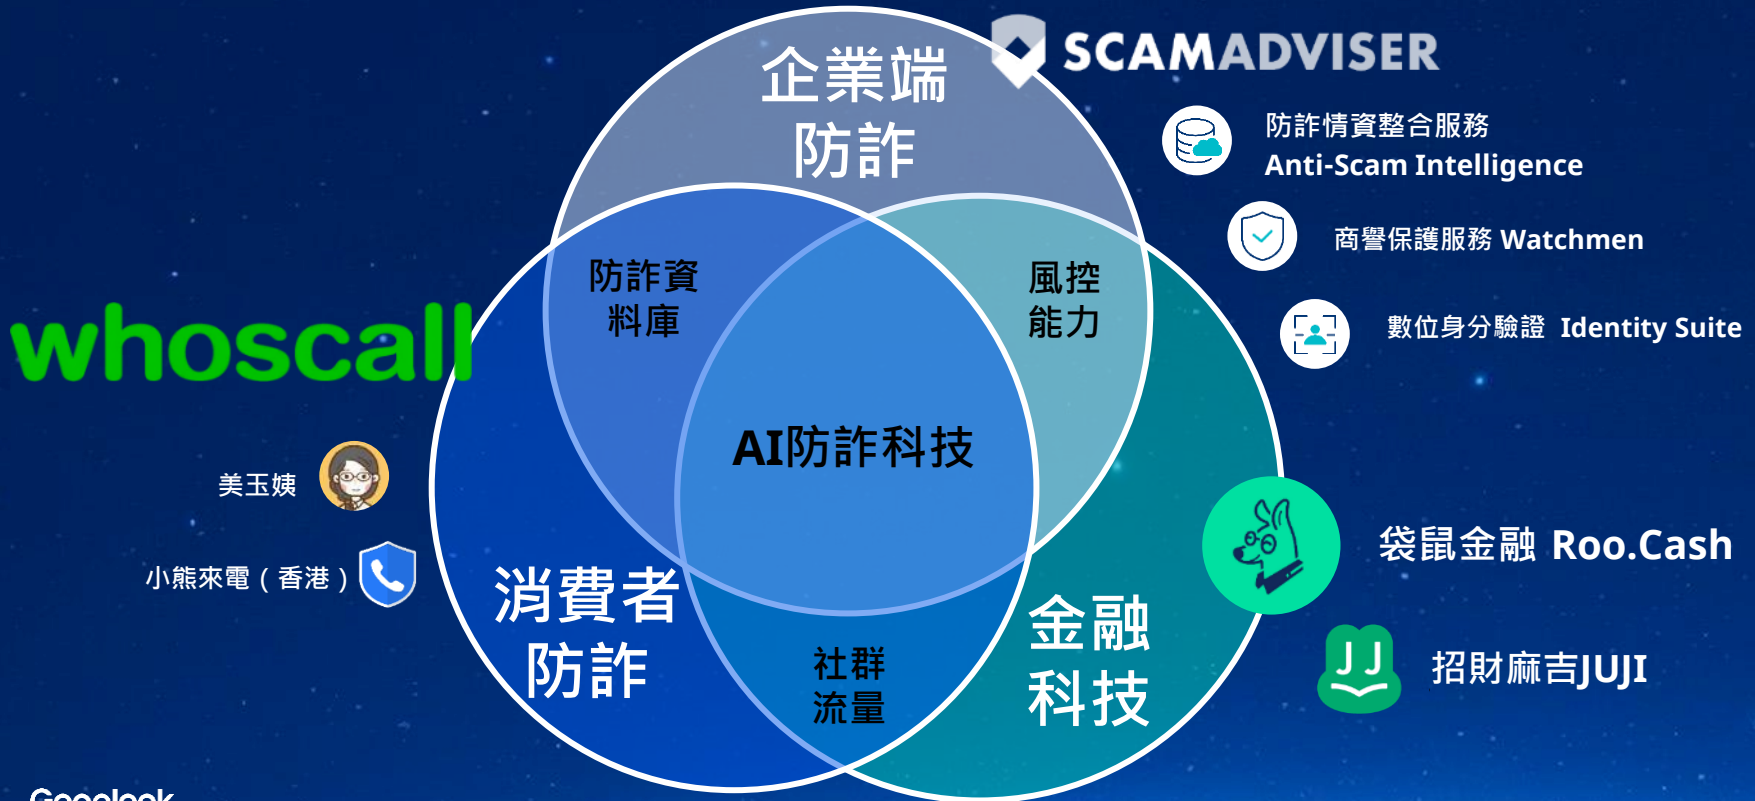 企業端
防詐
SCAMADVISER
防詐情資整合服務
Anti-Scam Intelligence
商譽保護服務 Watchmen
數位身分驗證 Identity Suite
防詐資
料庫
風控
能力
whoscall
AI防詐科技
美玉姨
小熊來電（香港）
消費者
防詐
社群
流量
金融
科技
袋鼠金融 Roo.Cash
JJ
招財麻吉JUJI
Gogolook